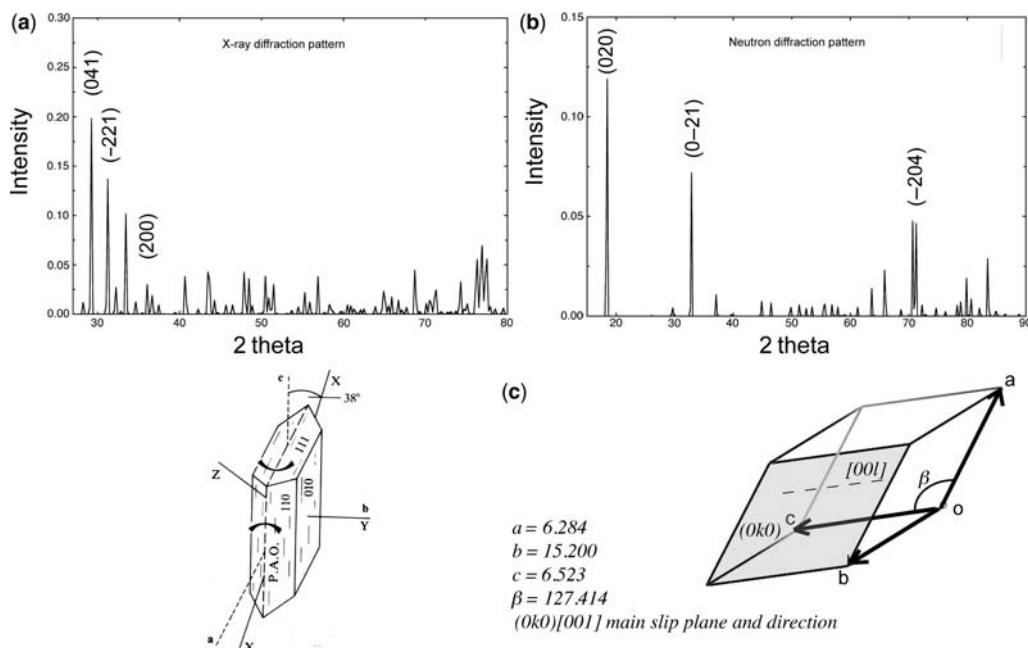 (a)
X-ray diffraction pattern
0.30
0.25
0.20
0.15
0.10
0.05
0.00
Intensity
(041)
(-221)
(200)
30
40
50
60
70
80
2 theta
(b)
Neutron diffraction pattern
0.15
0.10
0.05
0.00
Intensity
(020)
(0–21)
(–204)
20
30
40
50
60
70
80
90
2 theta
c
X
38°
Z
111
110
010
b
Y
P.A.O.
a
X
(c)
a
[00l]
β
o
c
(0k0)
b
a = 6.284
b = 15.200
c = 6.523
β = 127.414
(0k0)[001] main slip plane and direction